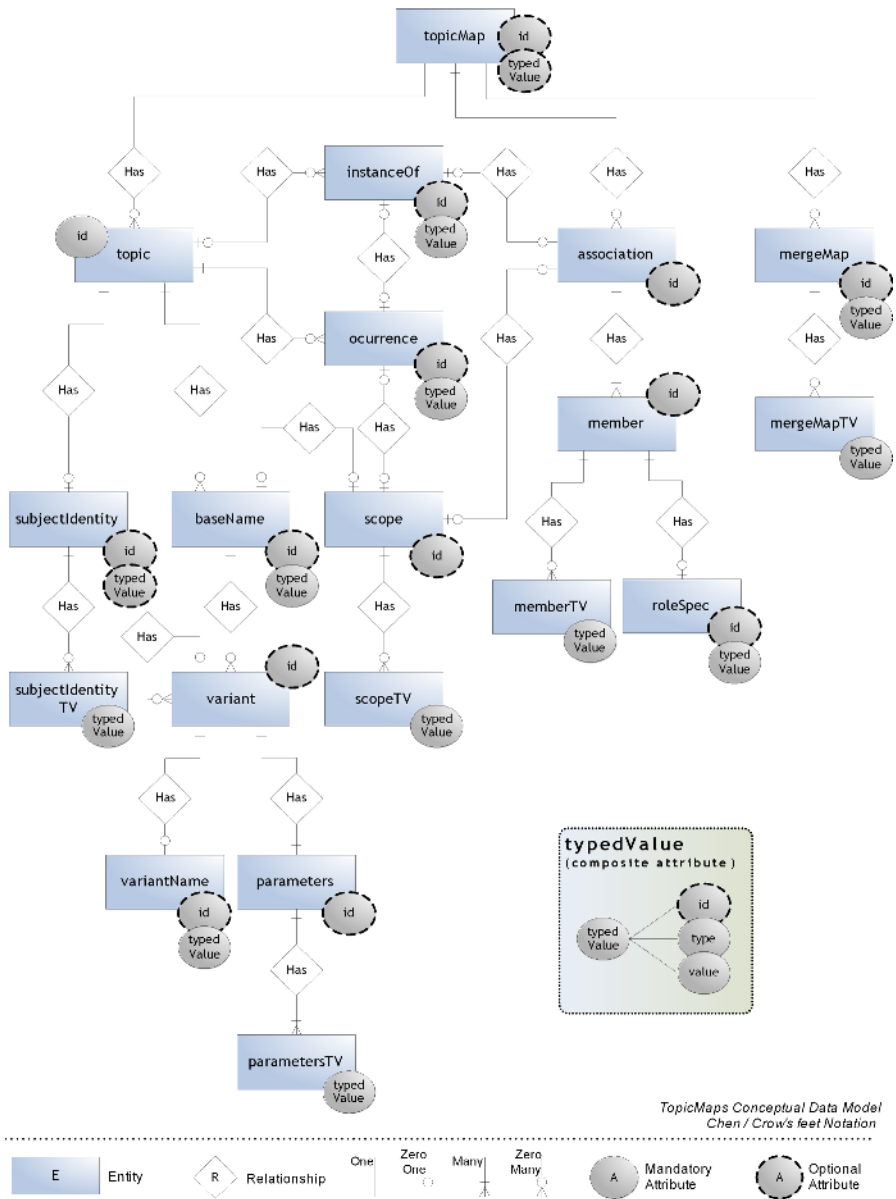 topicMap
id
typed
Value
Has
Has
instanceOf
id
typed
Value
Has
Has
Has
id
topic
Has
association
id
mergeMap
id
typed
Value
Has
ocurrence
id
typed
Value
Has
Has
Has
Has
Has
Has
Has
Has
id
member
mergeMapTV
typed
Value
subjectIdentity
id
typed
Value
baseName
id
typed
Value
scope
id
Has
Has
Has
Has
Has
Has
memberTV
typed
Value
roleSpec
id
typed
Value
subjectIdentity
TV
typed
Value
id
variant
scopeTV
typed
Value
Has
Has
variantName
id
typed
Value
parameters
id
Has
parametersTV
typed
Value
typedValue
(composite attribute)
typed
Value
id
type
value
TopicMaps Conceptual Data Model
Chen / Crow's feet Notation
E
Entity
R
Relationship
One
Zero
One
Many
Zero
Many
A
Mandatory
Attribute
A
Optional
Attribute